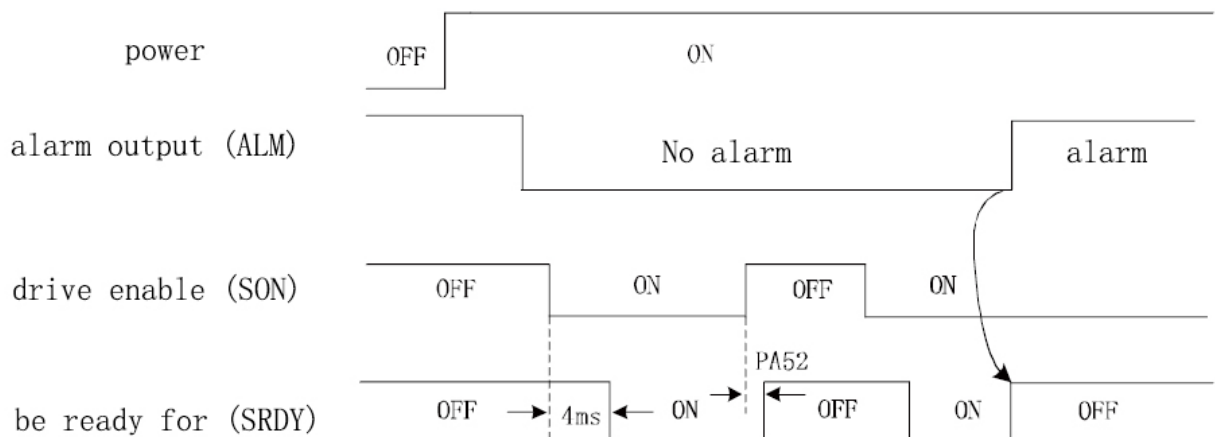 power OFF ON
alarm output (ALM) No alarm alarm
drive enable (SON) OFF ON OFF ON
PA52
be ready for (SRDY) OFF 4ms ON OFF ON OFF